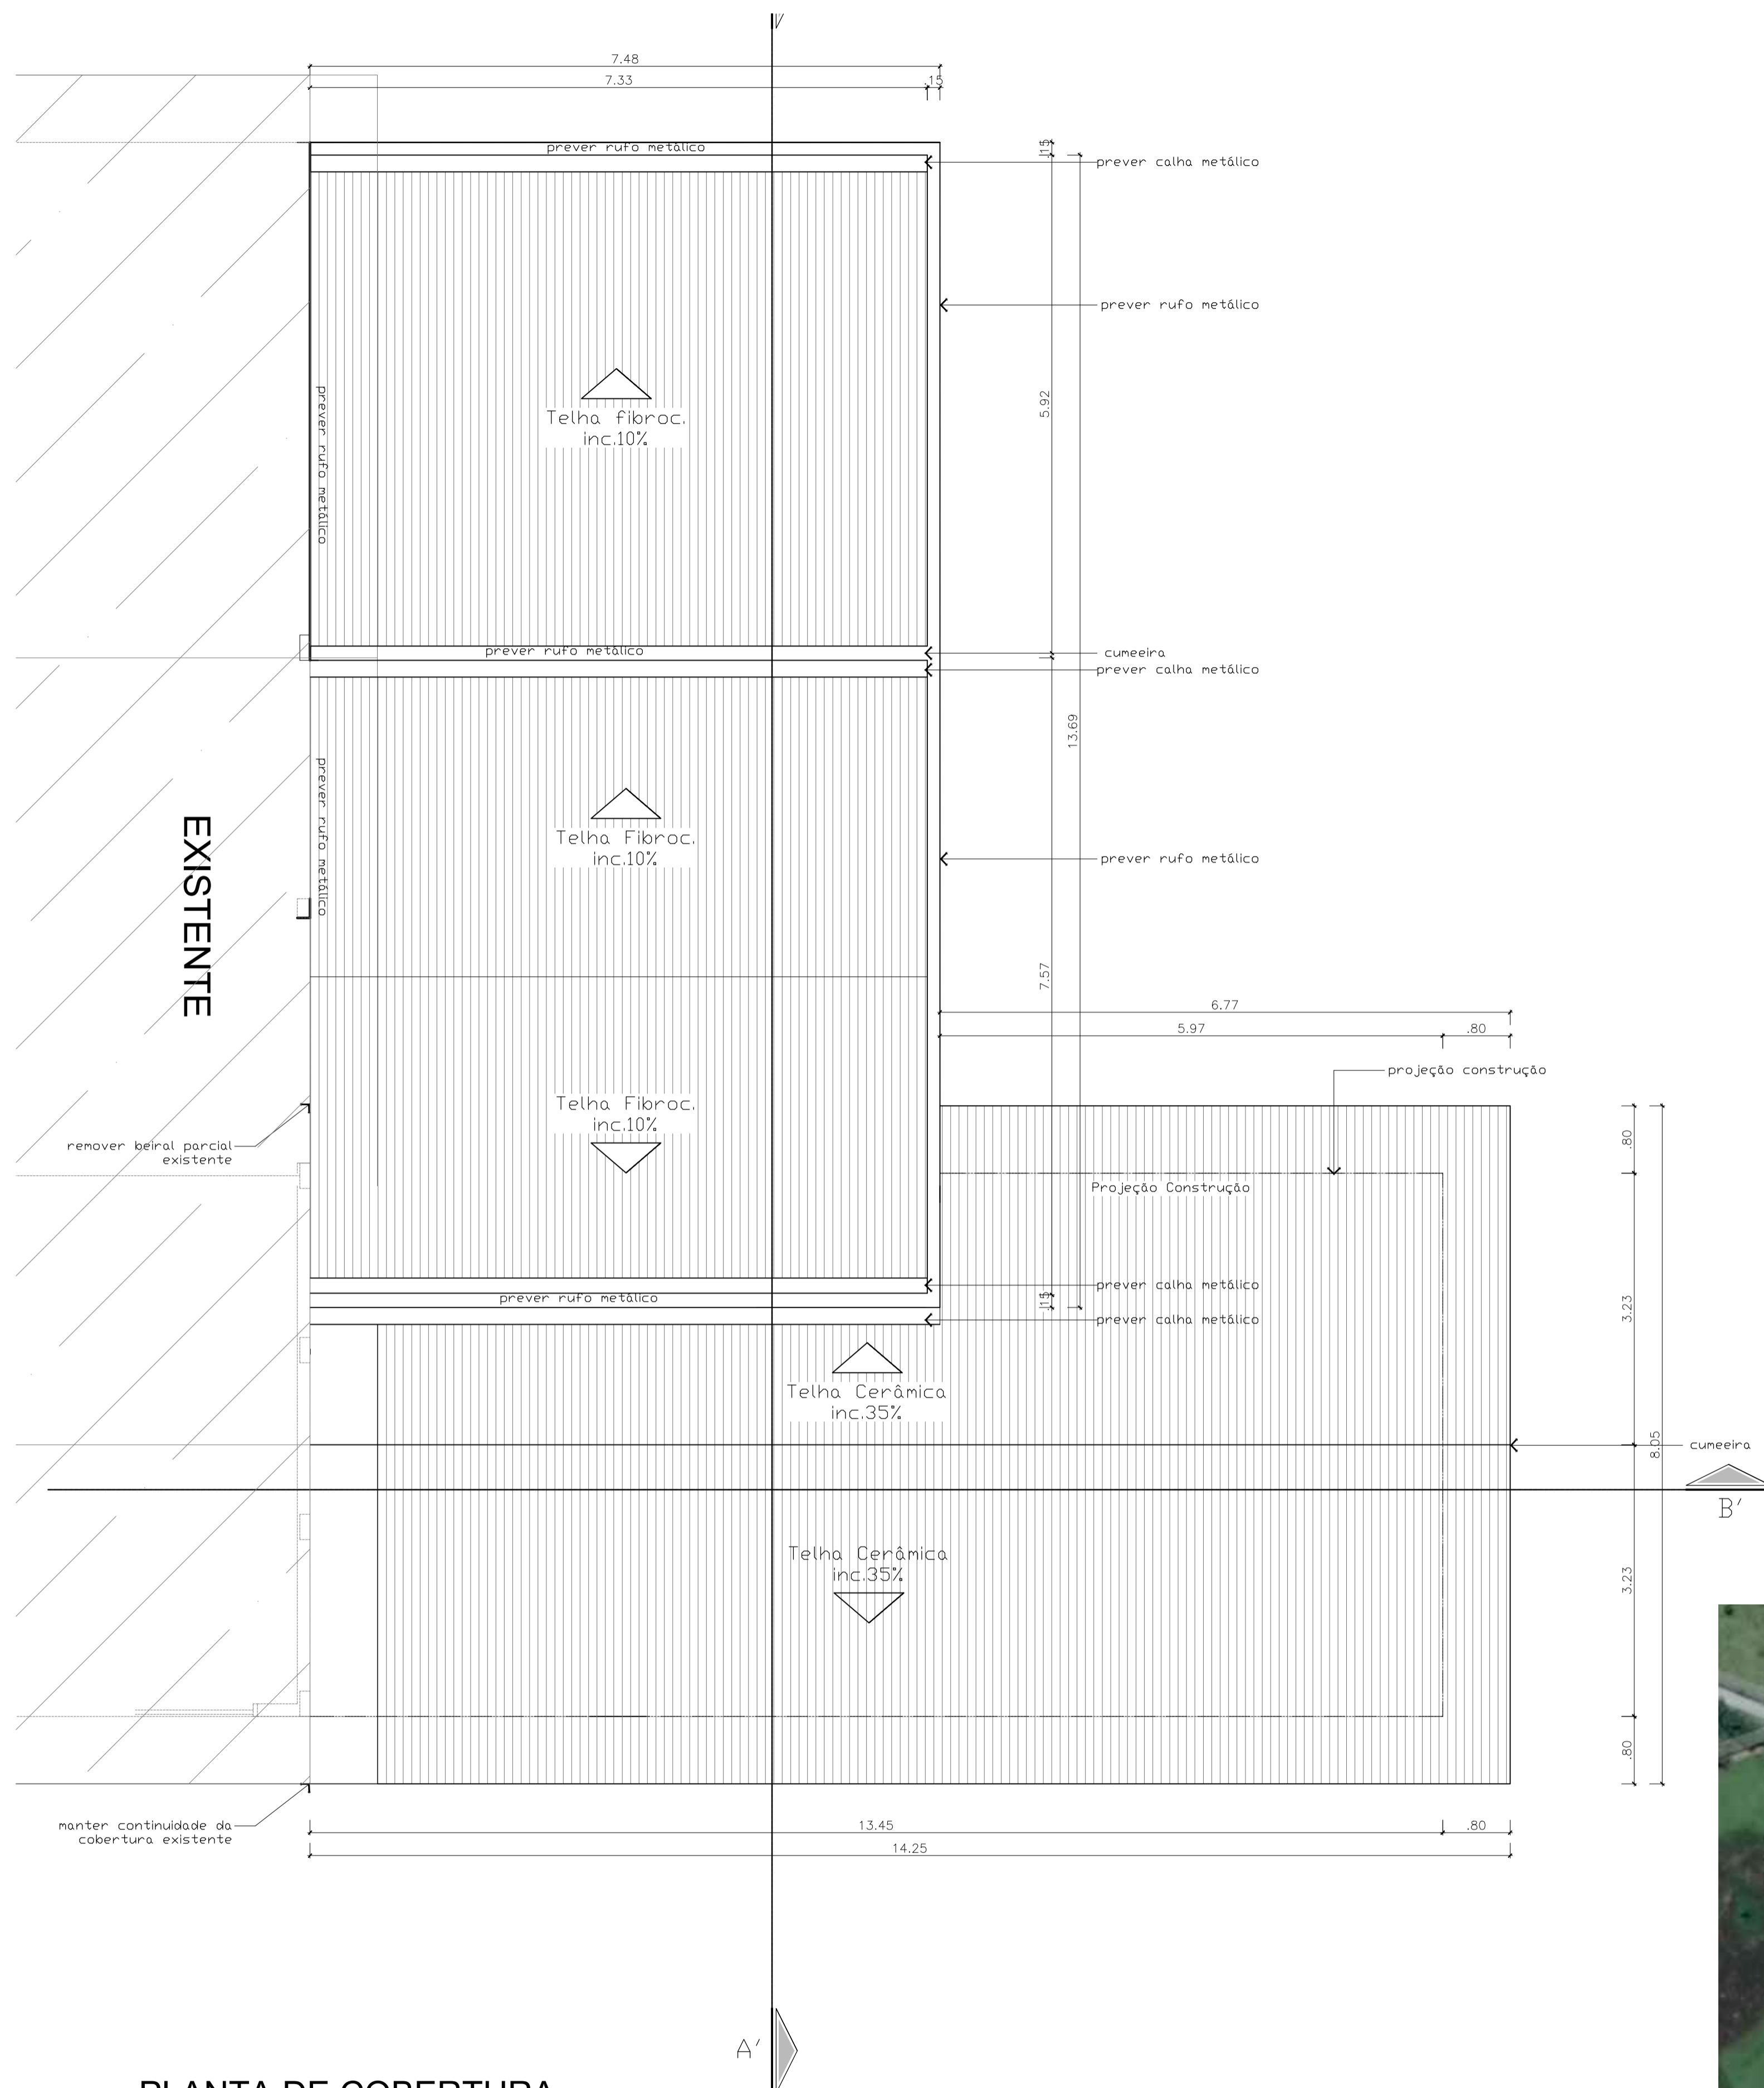 7.48
7.33
.15
prever rufo metálico
.15
prever calha metálico
prever rufo metálico
prever rufo metálico
5.92
Telha fibroc.
inc.10%
prever rufo metálico
cumeeira
prever calha metálico
13.69
prever rufo metálico
EXISTENTE
Telha Fibroc.
inc.10%
prever rufo metálico
7.57
6.77
5.97
.80
projeção construção
Telha Fibroc.
inc.10%
remover beiral parcial
existente
.80
Projeção Construção
prever calha metálico
prever rufo metálico
.15
prever calha metálico
3.23
Telha Cerâmica
inc.35%
8.05
cumeeira
B'
Telha Cerâmica
inc.35%
3.23
.80
manter continuidade da
cobertura existente
13.45
.80
14.25
A'
PLANTA DE COBERTURA